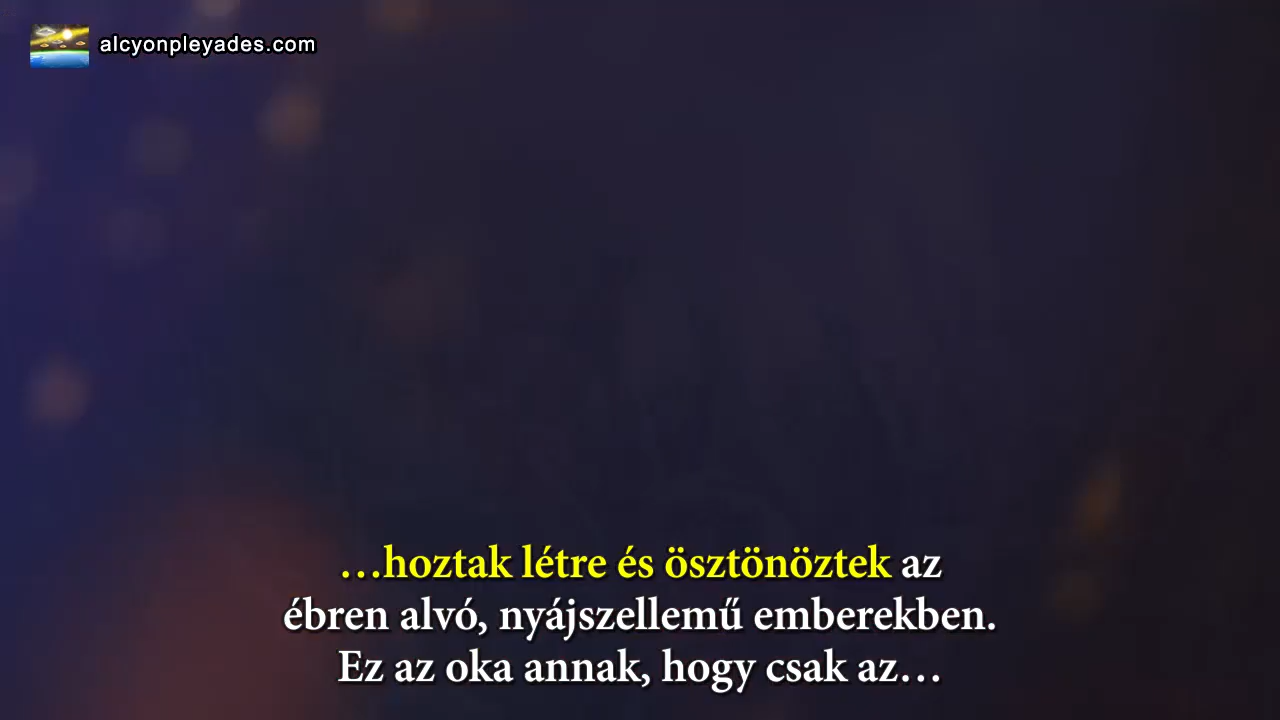 alcyonpleyades.com
…hoztak létre és ösztönöztek az
ébren alvó, nyájszellemű emberekben.
Ez az oka annak, hogy csak az…